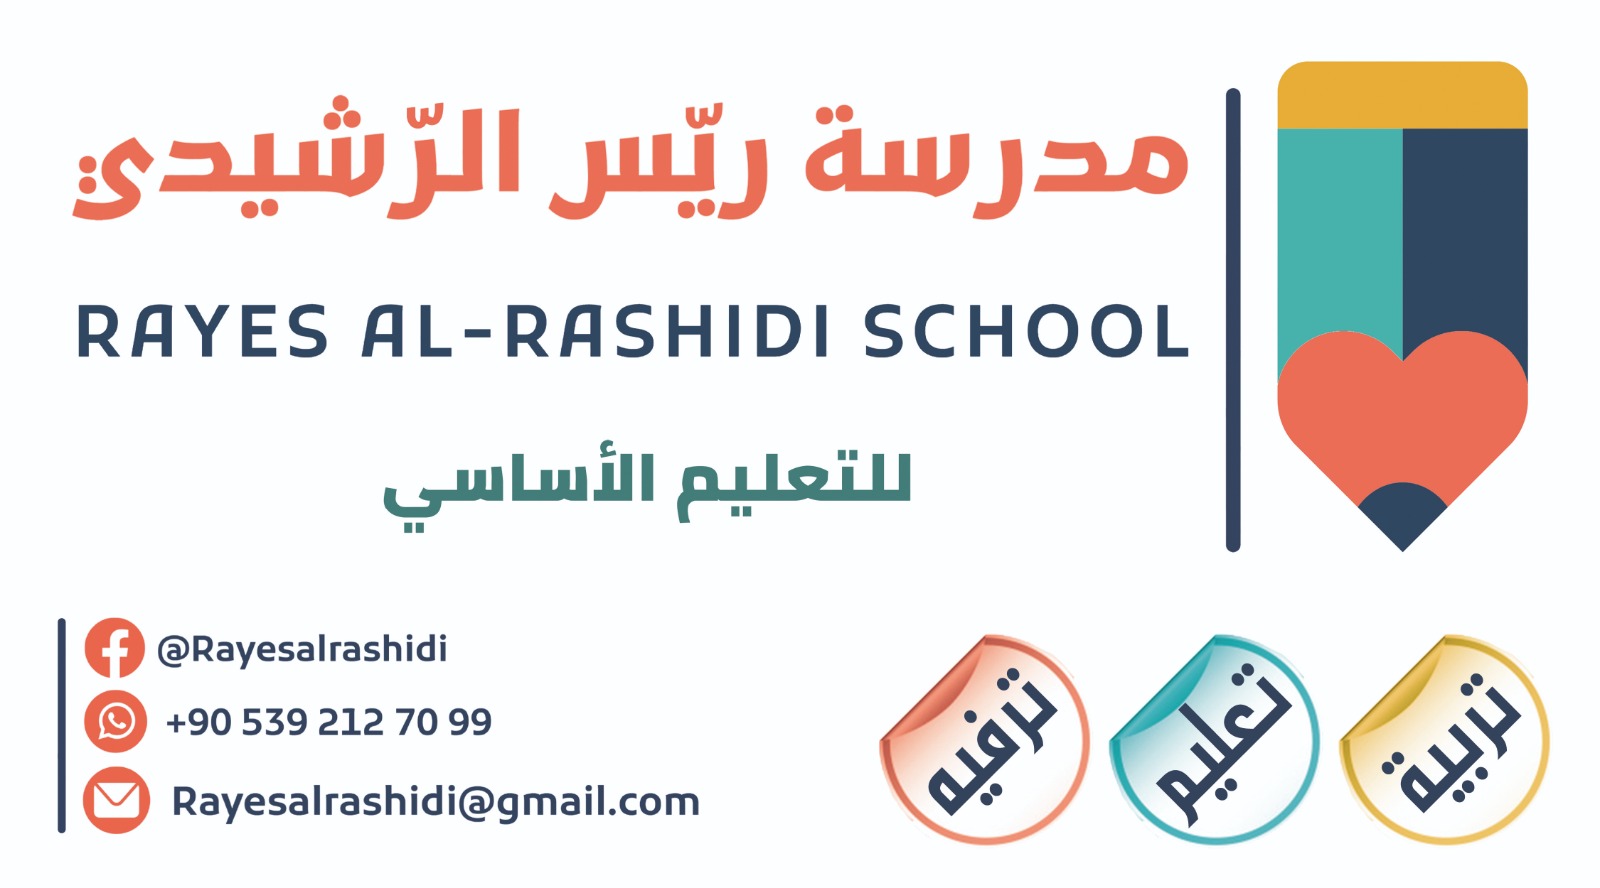 مدرسة ريّس الرّشيدي
RAYES AL-RASHIDI SCHOOL
للتعليم الأساسي
@Rayesalrashidi
+90 539 212 70 99
Rayesalrashidi@gmail.com
تربية
تعليم
ترفيه